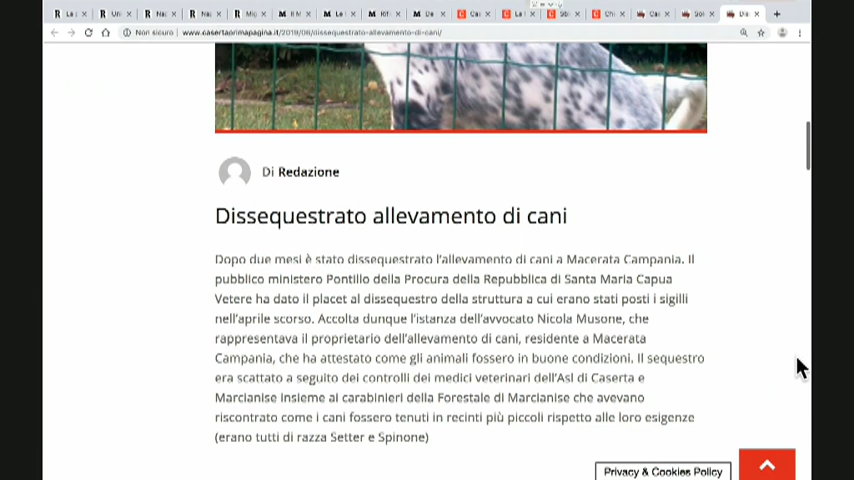 Non sicuro www.casertaprimapagina.it/2019/06/dissequestrato-allevamento-di-cani/
Di Redazione
Dissequestrato allevamento di cani
Dopo due mesi è stato dissequestrato l'allevamento di cani a Macerata Campania. Il
pubblico ministero Pontillo della Procura della Repubblica di Santa Maria Capua
Vetere ha dato il placet al dissequestro della struttura a cui erano stati posti i sigilli
nell'aprile scorso. Accolta dunque l'istanza dell'avvocato Nicola Musone, che
rappresentava il proprietario dell'allevamento di cani, residente a Macerata
Campania, che ha attestato come gli animali fossero in buone condizioni. Il sequestro
era scattato a seguito dei controlli dei medici veterinari dell'Asl di Caserta e
Marcianise insieme ai carabinieri della Forestale di Marcianise che avevano
riscontrato come i cani fossero tenuti in recinti più piccoli rispetto alle loro esigenze
(erano tutti di razza Setter e Spinone)
Privacy & Cookies Policy